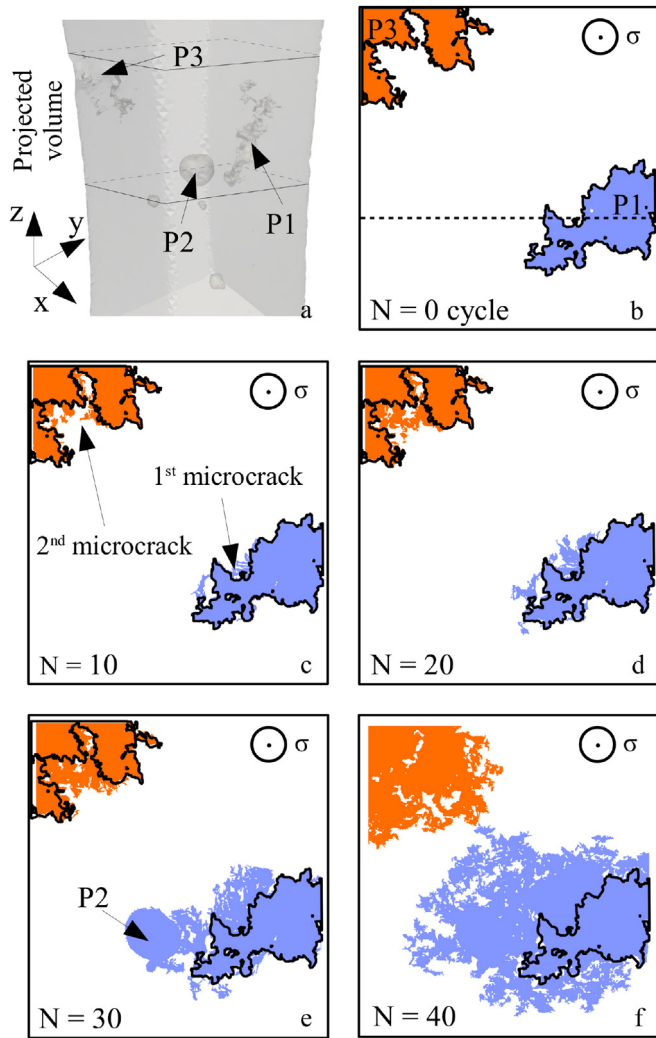 P3
Projected
volume
P2
P1
z
y
x
a
P3
σ
P1
N = 0 cycle
b
σ
1st microcrack
2nd microcrack
N = 10
c
σ
N = 20
d
σ
P2
N = 30
e
σ
N = 40
f